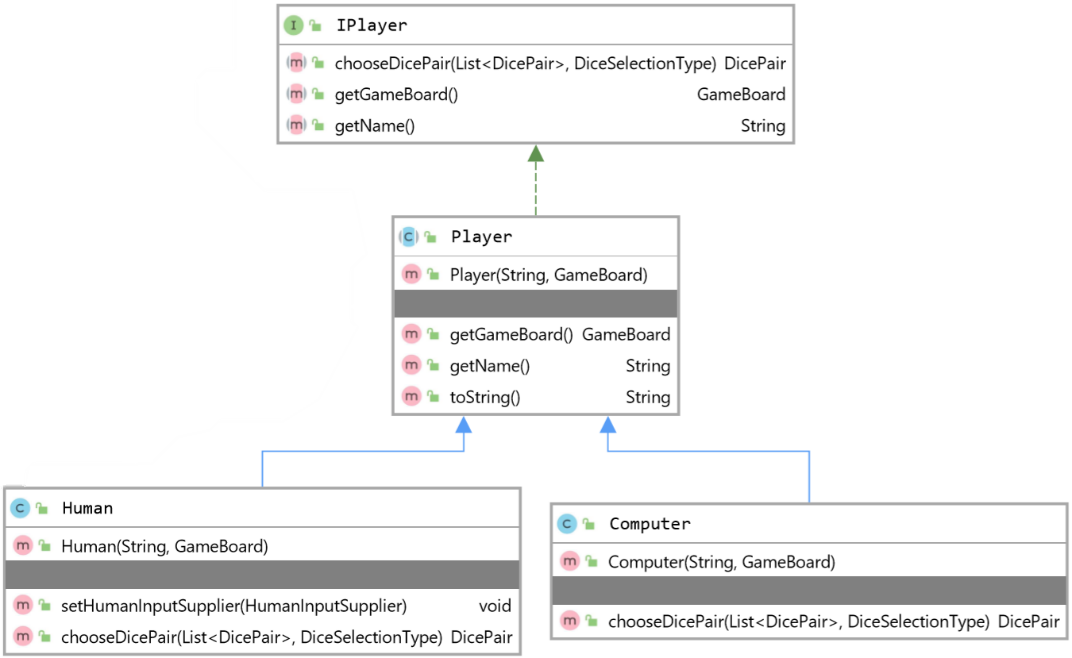 I IPlayer
m chooseDicePair(List<DicePair>, DiceSelectionType) DicePair
m getGameBoard() GameBoard
m getName() String
C Player
m Player(String, GameBoard)
m getGameBoard() GameBoard
m getName() String
m toString() String
C Human
m Human(String, GameBoard)
m setHumanInputSupplier(HumanInputSupplier) void
m chooseDicePair(List<DicePair>, DiceSelectionType) DicePair
C Computer
m Computer(String, GameBoard)
m chooseDicePair(List<DicePair>, DiceSelectionType) DicePair